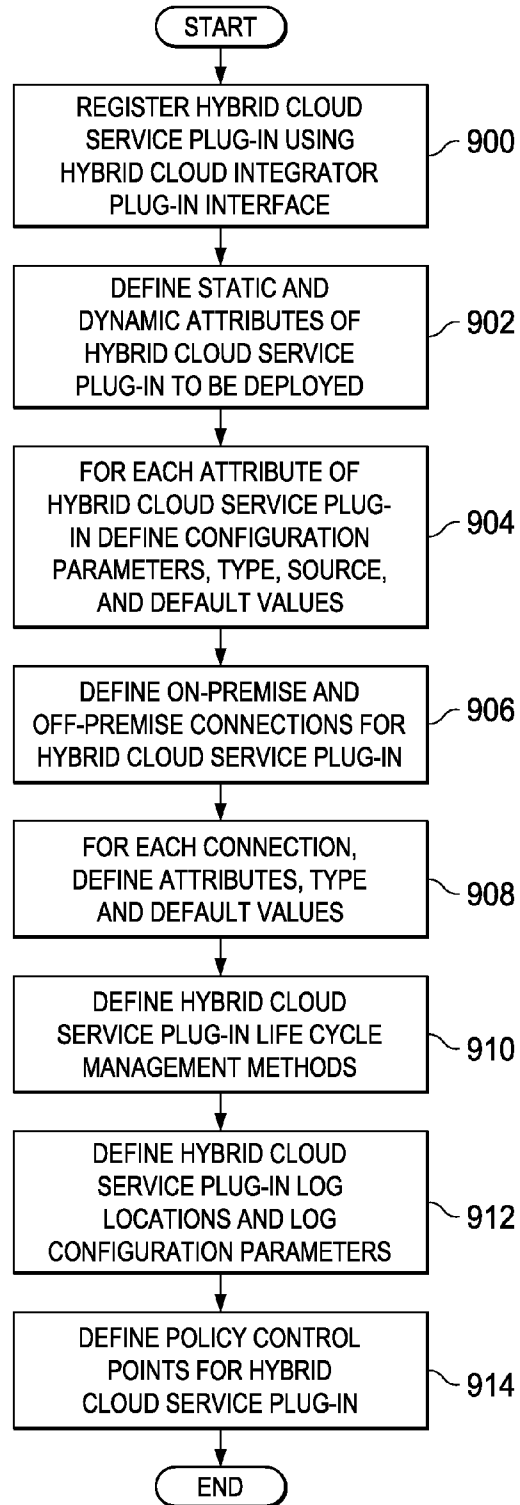 START
REGISTER HYBRID CLOUD
SERVICE PLUG-IN USING
HYBRID CLOUD INTEGRATOR
PLUG-IN INTERFACE
900
DEFINE STATIC AND
DYNAMIC ATTRIBUTES OF
HYBRID CLOUD SERVICE
PLUG-IN TO BE DEPLOYED
902
FOR EACH ATTRIBUTE OF
HYBRID CLOUD SERVICE PLUG-
IN DEFINE CONFIGURATION
PARAMETERS, TYPE, SOURCE,
AND DEFAULT VALUES
904
DEFINE ON-PREMISE AND
OFF-PREMISE CONNECTIONS FOR
HYBRID CLOUD SERVICE PLUG-IN
906
FOR EACH CONNECTION,
DEFINE ATTRIBUTES, TYPE
AND DEFAULT VALUES
908
DEFINE HYBRID CLOUD
SERVICE PLUG-IN LIFE CYCLE
MANAGEMENT METHODS
910
DEFINE HYBRID CLOUD
SERVICE PLUG-IN LOG
LOCATIONS AND LOG
CONFIGURATION PARAMETERS
912
DEFINE POLICY CONTROL
POINTS FOR HYBRID
CLOUD SERVICE PLUG-IN
914
END